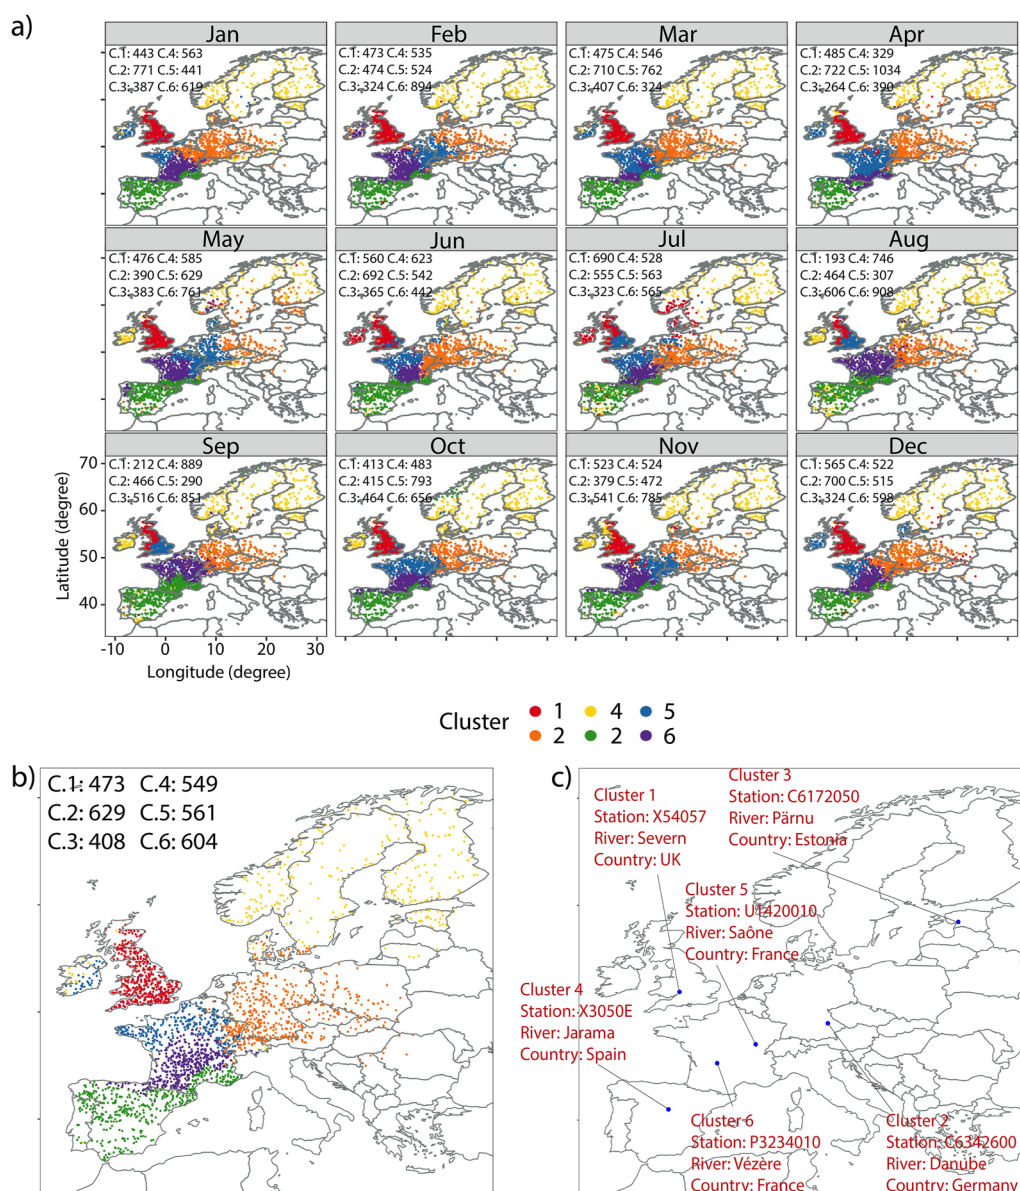 a)
Jan
C.1: 443 C.4: 563
C.2: 771 C.5: 441
C.3: 387 C.6: 619
Feb
C.1: 473 C.4: 535
C.2: 474 C.5: 524
C.3: 324 C.6: 894
Mar
C.1: 475 C.4: 546
C.2: 710 C.5: 762
C.3: 407 C.6: 324
Apr
C.1: 485 C.4: 329
C.2: 722 C.5: 1034
C.3: 264 C.6: 390
May
C.1: 476 C.4: 585
C.2: 390 C.5: 629
C.3: 383 C.6: 761
Jun
C.1: 560 C.4: 623
C.2: 692 C.5: 542
C.3: 365 C.6: 442
Jul
C.1: 690 C.4: 528
C.2: 555 C.5: 563
C.3: 323 C.6: 565
Aug
C.1: 193 C.4: 746
C.2: 464 C.5: 307
C.3: 606 C.6: 908
Sep
C.1: 212 C.4: 889
C.2: 466 C.5: 290
C.3: 516 C.6: 851
Oct
C.1: 413 C.4: 483
C.2: 415 C.5: 793
C.3: 464 C.6: 656
Nov
C.1: 523 C.4: 524
C.2: 379 C.5: 472
C.3: 541 C.6: 785
Dec
C.1: 565 C.4: 522
C.2: 700 C.5: 515
C.3: 324 C.6: 598
70
60
50
40
Latitude (degree)
-10 0 10 20 30
Longitude (degree)
Cluster
1 4 5
2 2 6
b)
C.1: 473 C.4: 549
C.2: 629 C.5: 561
C.3: 408 C.6: 604
c)
Cluster 3
Station: C6172050
River: Pärnu
Country: Estonia
Cluster 1
Station: X54057
River: Severn
Country: UK
Cluster 5
Station: U1420010
River: Saône
Country: France
Cluster 4
Station: X3050E
River: Jarama
Country: Spain
Cluster 6
Station: P3234010
River: Vézère
Country: France
Cluster 2
Station: C6342600
River: Danube
Country: Germany